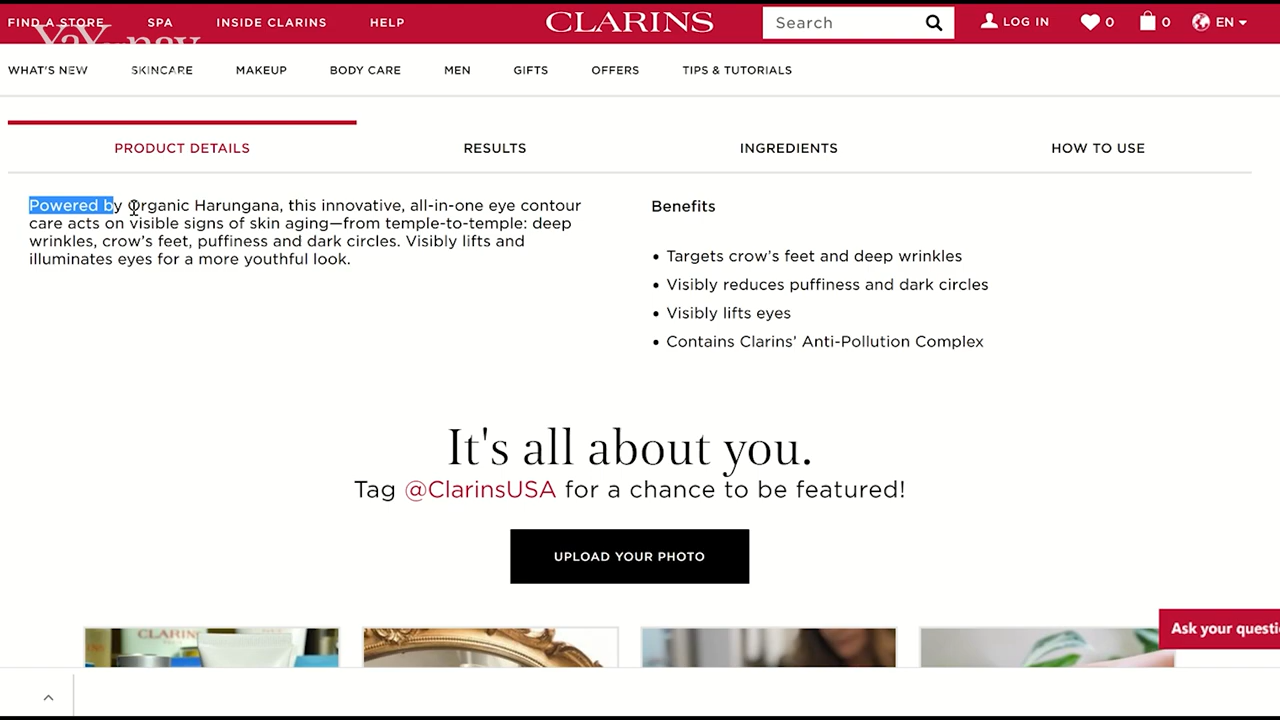 FIND A STORE SPA INSIDE CLARINS HELP CLARINS Search LOG IN 0 0 EN
Yay or nay
WHAT'S NEW SKINCARE MAKEUP BODY CARE MEN GIFTS OFFERS TIPS & TUTORIALS
PRODUCT DETAILS RESULTS INGREDIENTS HOW TO USE
Powered by Organic Harungana, this innovative, all-in-one eye contour
care acts on visible signs of skin aging—from temple-to-temple: deep
wrinkles, crow's feet, puffiness and dark circles. Visibly lifts and
illuminates eyes for a more youthful look.
Benefits
• Targets crow's feet and deep wrinkles
• Visibly reduces puffiness and dark circles
• Visibly lifts eyes
• Contains Clarins' Anti-Pollution Complex
It's all about you.
Tag @ClarinsUSA for a chance to be featured!
UPLOAD YOUR PHOTO
Ask your questi
CLARINS